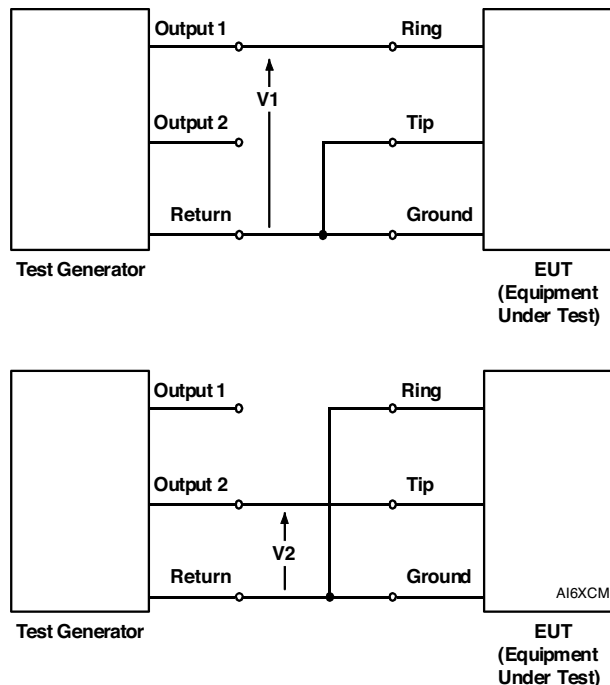 Output 1
Ring
V1
Output 2
Tip
Return
Ground
Test Generator
EUT
(Equipment
Under Test)
Output 1
Ring
Output 2
Tip
V2
Return
Ground
AI6XCM
Test Generator
EUT
(Equipment
Under Test)